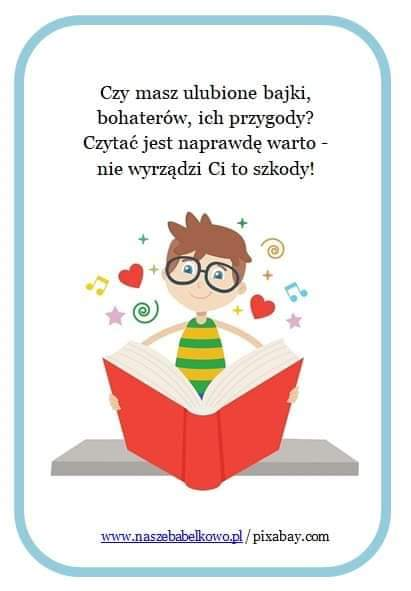 Czy masz ulubione bajki,
bohaterów, ich przygody?
Czytać jest naprawdę warto -
nie wyrządzi Ci to szkody!
www.naszebabelkowo.pl/pixabay.com